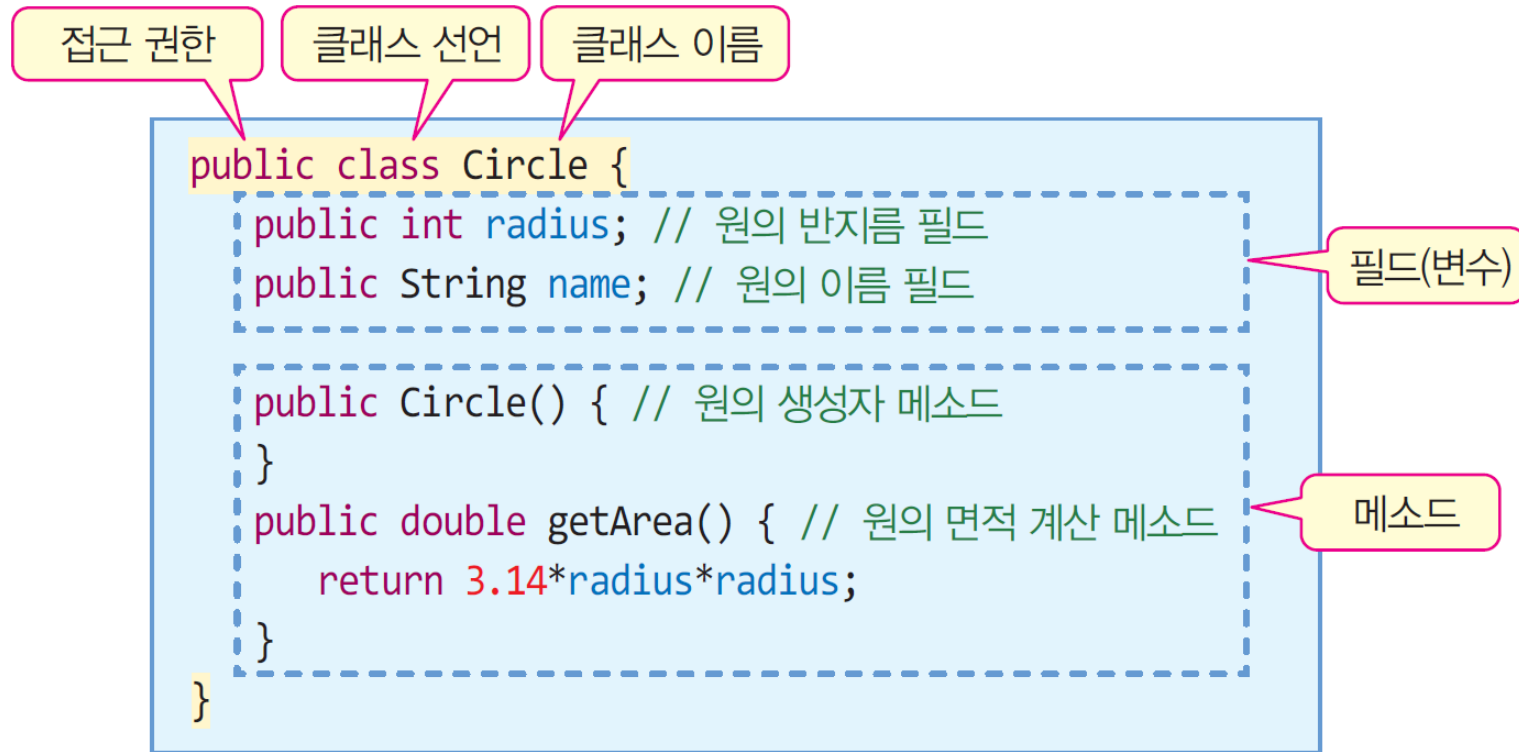 접근 권한
클래스 선언
클래스 이름
public class Circle {
public int radius; // 원의 반지름 필드
public String name; // 원의 이름 필드
필드(변수)
public Circle() { // 원의 생성자 메소드
}
public double getArea() { // 원의 면적 계산 메소드
return 3.14*radius*radius;
}
메소드
}